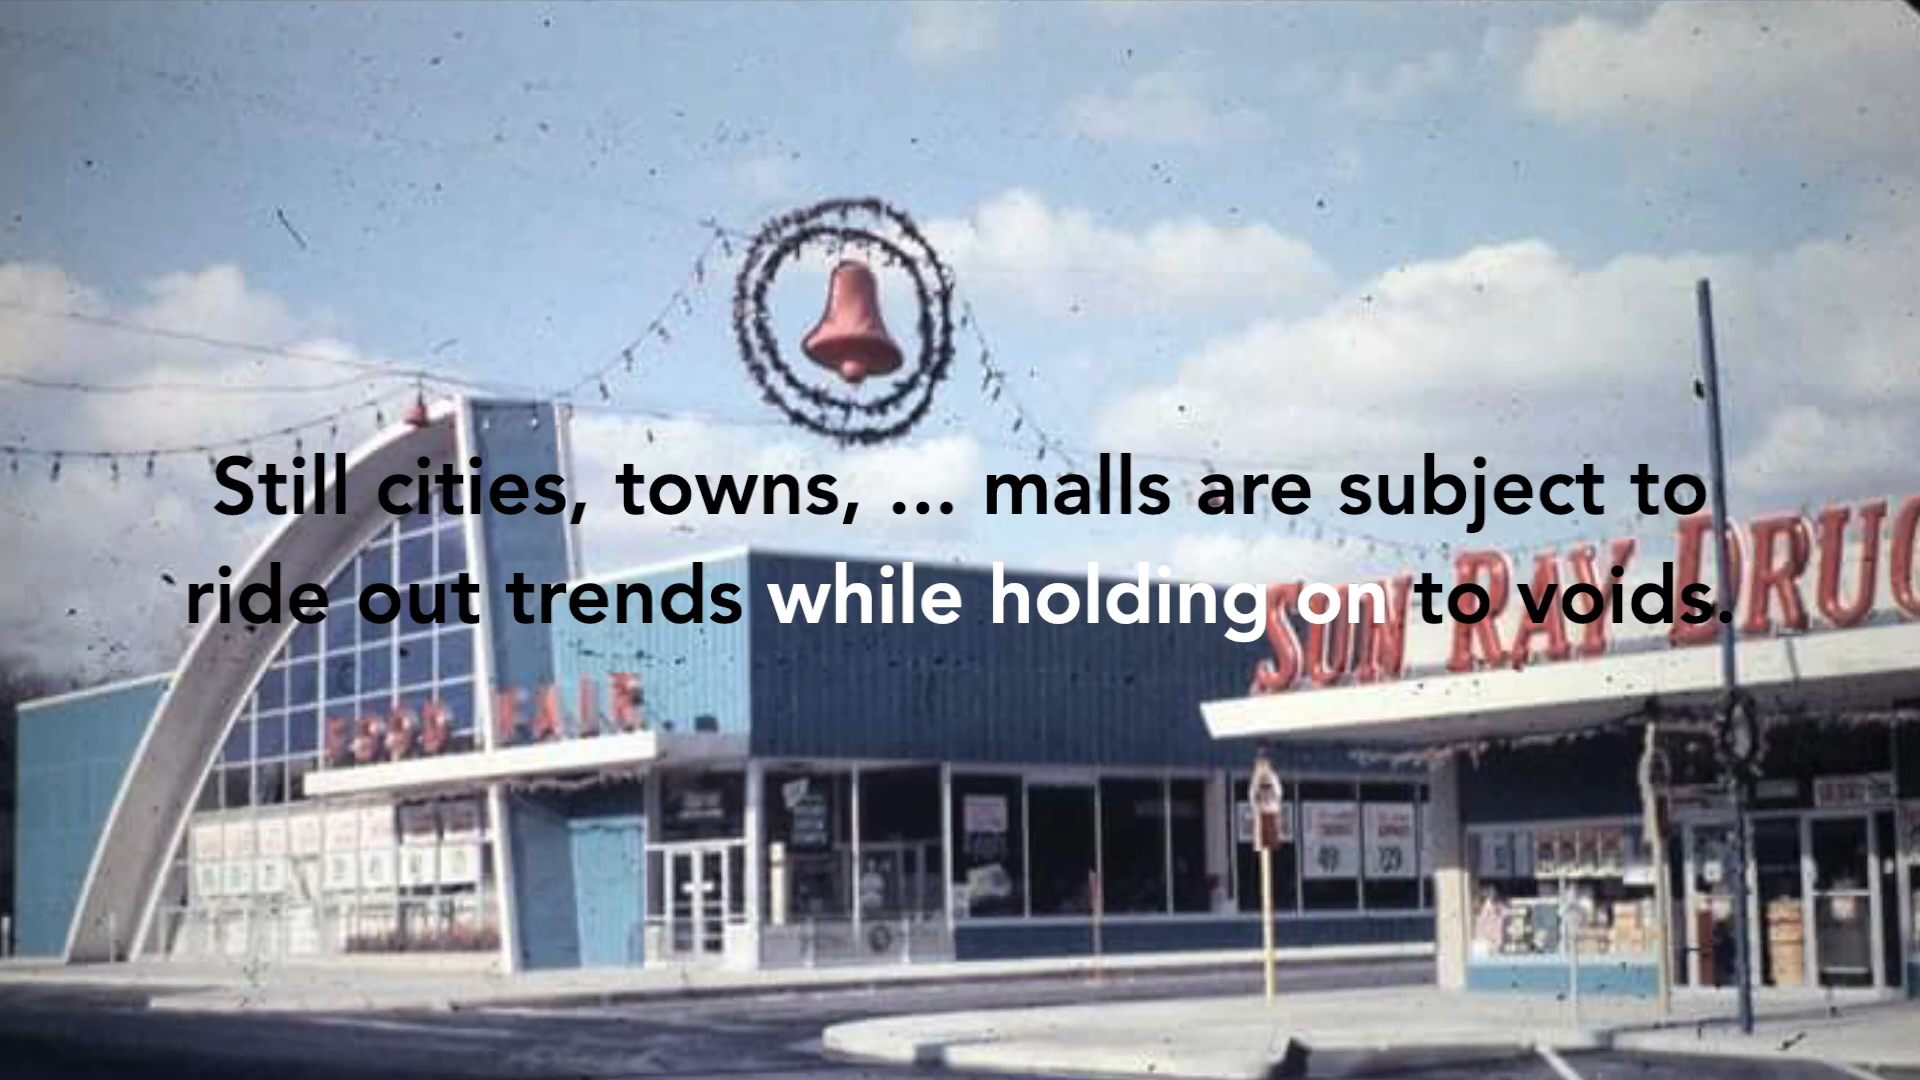 Still cities, towns, ... malls are subject to
ride out trends while holding on to voids.
SUN RAY DRUG
FOOD FAIR
49